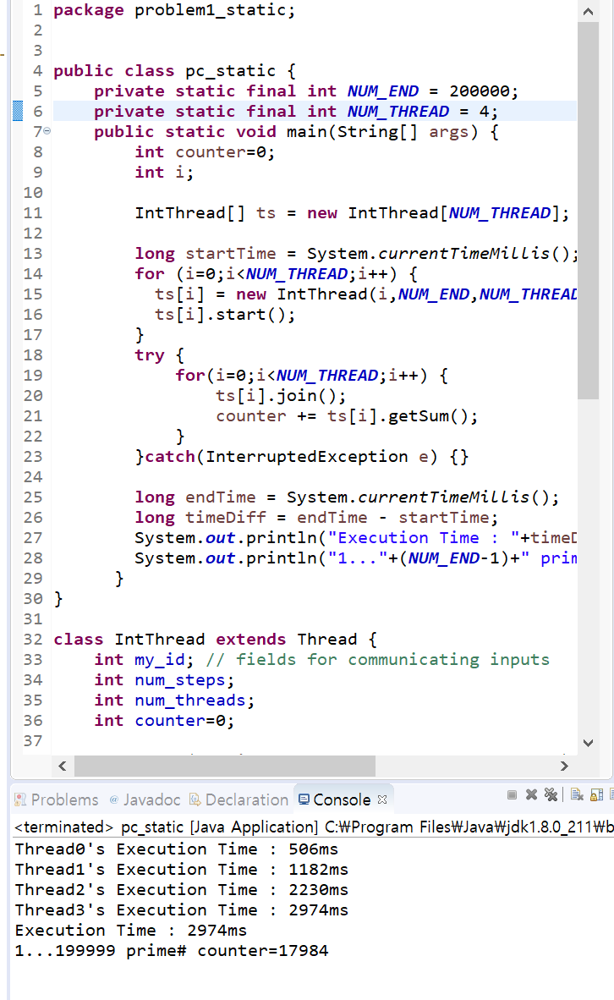 1 package problem1_static;
2
3
4 public class pc_static {
5 private static final int NUM_END = 200000;
6 private static final int NUM_THREAD = 4;
7 public static void main(String[] args) {
8 int counter=0;
9 int i;
10
11 IntThread[] ts = new IntThread[NUM_THREAD];
12
13 long startTime = System.currentTimeMillis();
14 for (i=0;i<NUM_THREAD;i++) {
15 ts[i] = new IntThread(i,NUM_END,NUM_THREAD
16 ts[i].start();
17 }
18 try {
19 for(i=0;i<NUM_THREAD;i++) {
20 ts[i].join();
21 counter += ts[i].getSum();
22 }
23 }catch(InterruptedException e) {}
24
25 long endTime = System.currentTimeMillis();
26 long timeDiff = endTime - startTime;
27 System.out.println("Execution Time : "+timeD
28 System.out.println("1..."+(NUM_END-1)+" prim
29 }
30 }
31
32 class IntThread extends Thread {
33 int my_id; // fields for communicating inputs
34 int num_steps;
35 int num_threads;
36 int counter=0;
37
Problems @ Javadoc Declaration Console
<terminated> pc_static [Java Application] C:₩Program Files₩Java₩jdk1.8.0_211₩b
Thread0's Execution Time : 506ms
Thread1's Execution Time : 1182ms
Thread2's Execution Time : 2230ms
Thread3's Execution Time : 2974ms
Execution Time : 2974ms
1...199999 prime# counter=17984